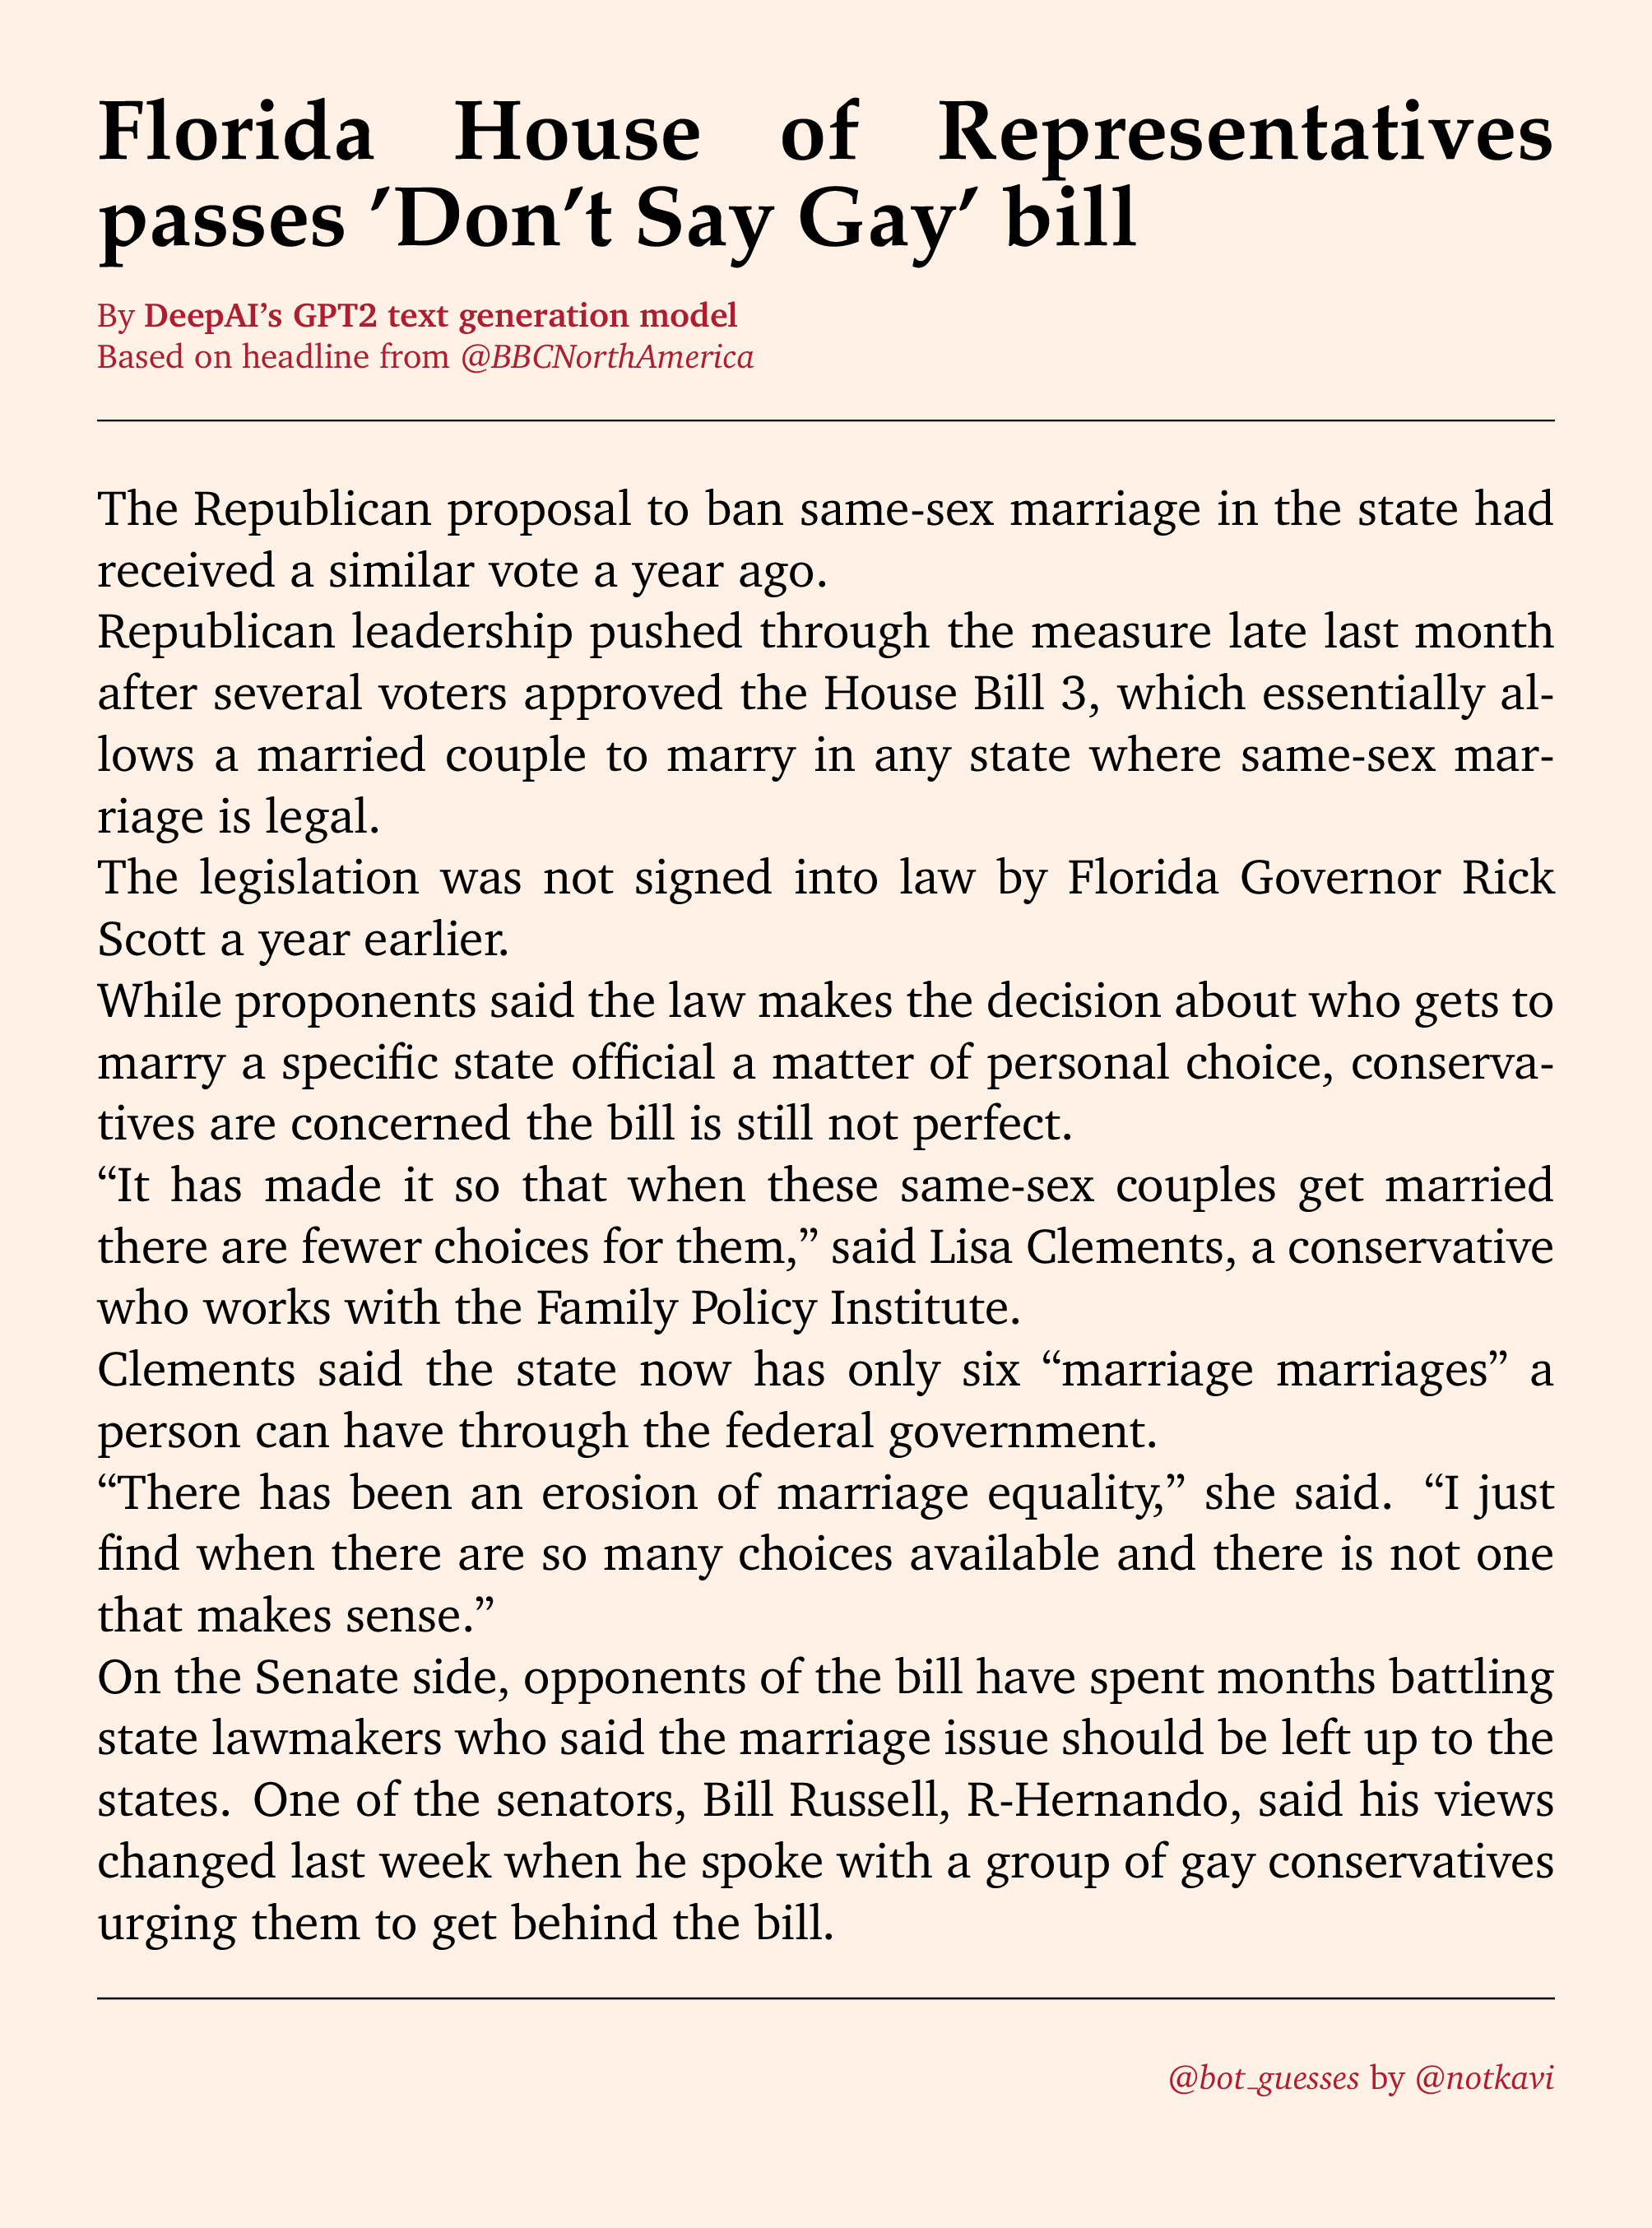 Florida House of Representatives
passes ’Don’t Say Gay’ bill
By DeepAI’s GPT2 text generation model
Based on headline from @BBCNorthAmerica
The Republican proposal to ban same-sex marriage in the state had
received a similar vote a year ago.
Republican leadership pushed through the measure late last month
after several voters approved the House Bill 3, which essentially al-
lows a married couple to marry in any state where same-sex mar-
riage is legal.
The legislation was not signed into law by Florida Governor Rick
Scott a year earlier.
While proponents said the law makes the decision about who gets to
marry a specific state official a matter of personal choice, conserva-
tives are concerned the bill is still not perfect.
“It has made it so that when these same-sex couples get married
there are fewer choices for them,” said Lisa Clements, a conservative
who works with the Family Policy Institute.
Clements said the state now has only six “marriage marriages” a
person can have through the federal government.
“There has been an erosion of marriage equality,” she said. “I just
find when there are so many choices available and there is not one
that makes sense.”
On the Senate side, opponents of the bill have spent months battling
state lawmakers who said the marriage issue should be left up to the
states. One of the senators, Bill Russell, R-Hernando, said his views
changed last week when he spoke with a group of gay conservatives
urging them to get behind the bill.
@bot_guesses by @notkavi